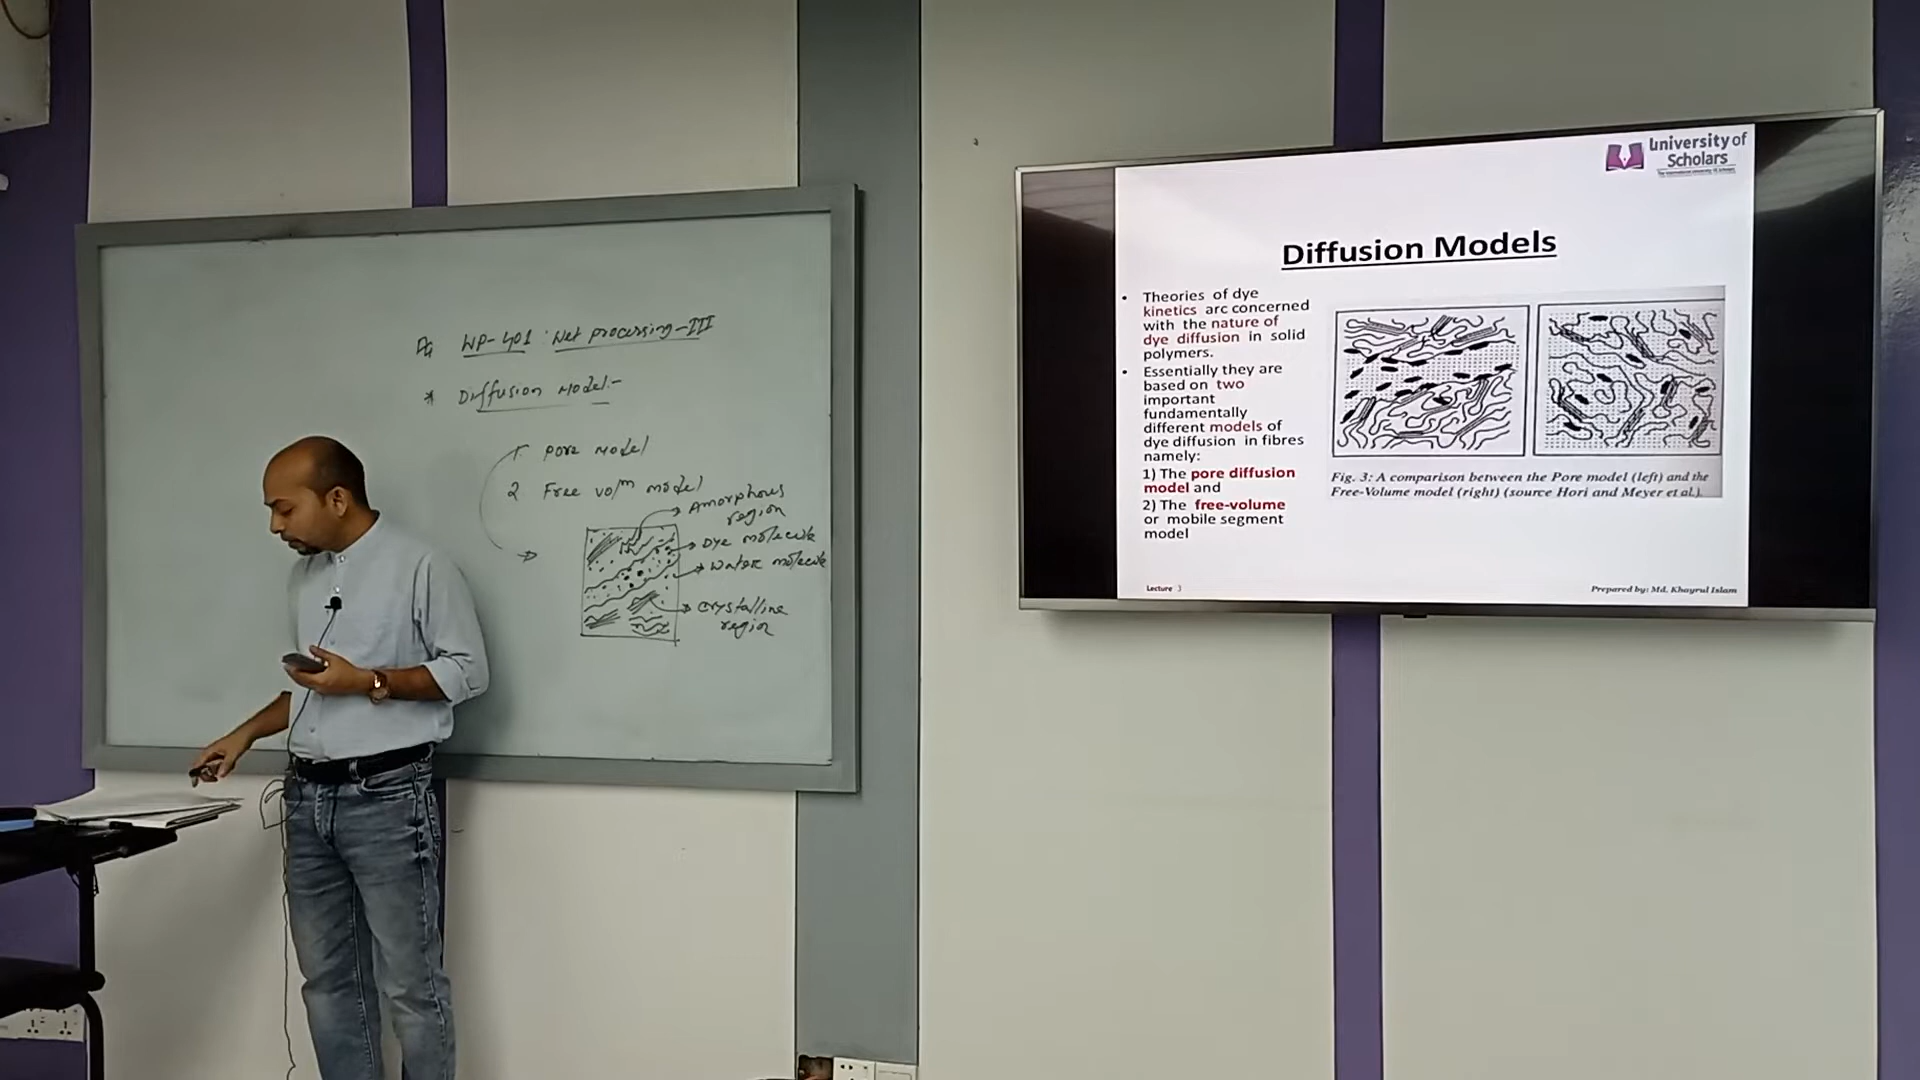 WP-401: Wet processing-III
* Diffusion Model:-
1. Pore model
2 Free volm model
Amorphous
region
Dye molecule
Water molecule
Crystalline
region
University of
Scholars
Diffusion Models
• Theories of dye
kinetics arc concerned
with the nature of
dye diffusion in solid
polymers.
• Essentially they are
based on two
important
fundamentally
different models of
dye diffusion in fibres
namely:
1) The pore diffusion
model and
2) The free-volume
or mobile segment
model
Fig. 3: A comparison between the Pore model (left) and the
Free-Volume model (right) (source Hori and Meyer et al.).
Lecture 3
Prepared by: Md. Khayrul Islam